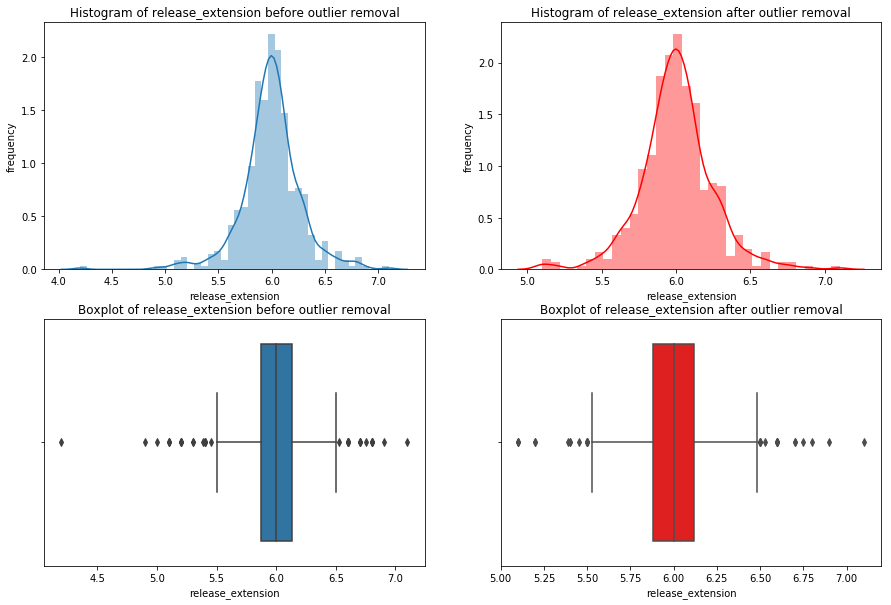 Histogram of release_extension before outlier removal
Histogram of release_extension after outlier removal
frequency
2.0
1.5
1.0
0.5
0.0
4.0 4.5 5.0 5.5 6.0 6.5 7.0
release_extension
frequency
2.0
1.5
1.0
0.5
0.0
5.0 5.5 6.0 6.5 7.0
release_extension
Boxplot of release_extension before outlier removal
Boxplot of release_extension after outlier removal
4.5 5.0 5.5 6.0 6.5 7.0
release_extension
5.00 5.25 5.50 5.75 6.00 6.25 6.50 6.75 7.00
release_extension